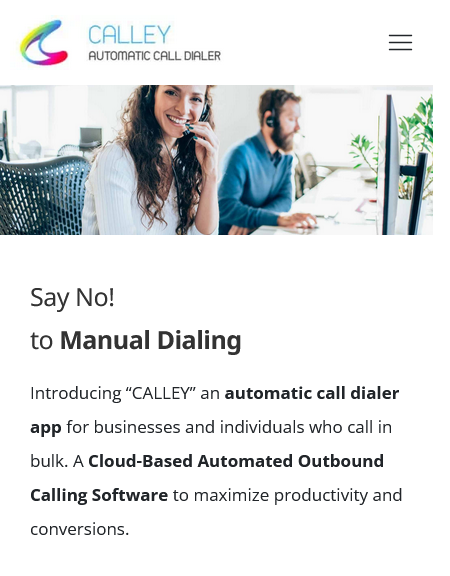 CALLEY
AUTOMATIC CALL DIALER
Say No!
to Manual Dialing
Introducing “CALLEY” an automatic call dialer
app for businesses and individuals who call in
bulk. A Cloud-Based Automated Outbound
Calling Software to maximize productivity and
conversions.